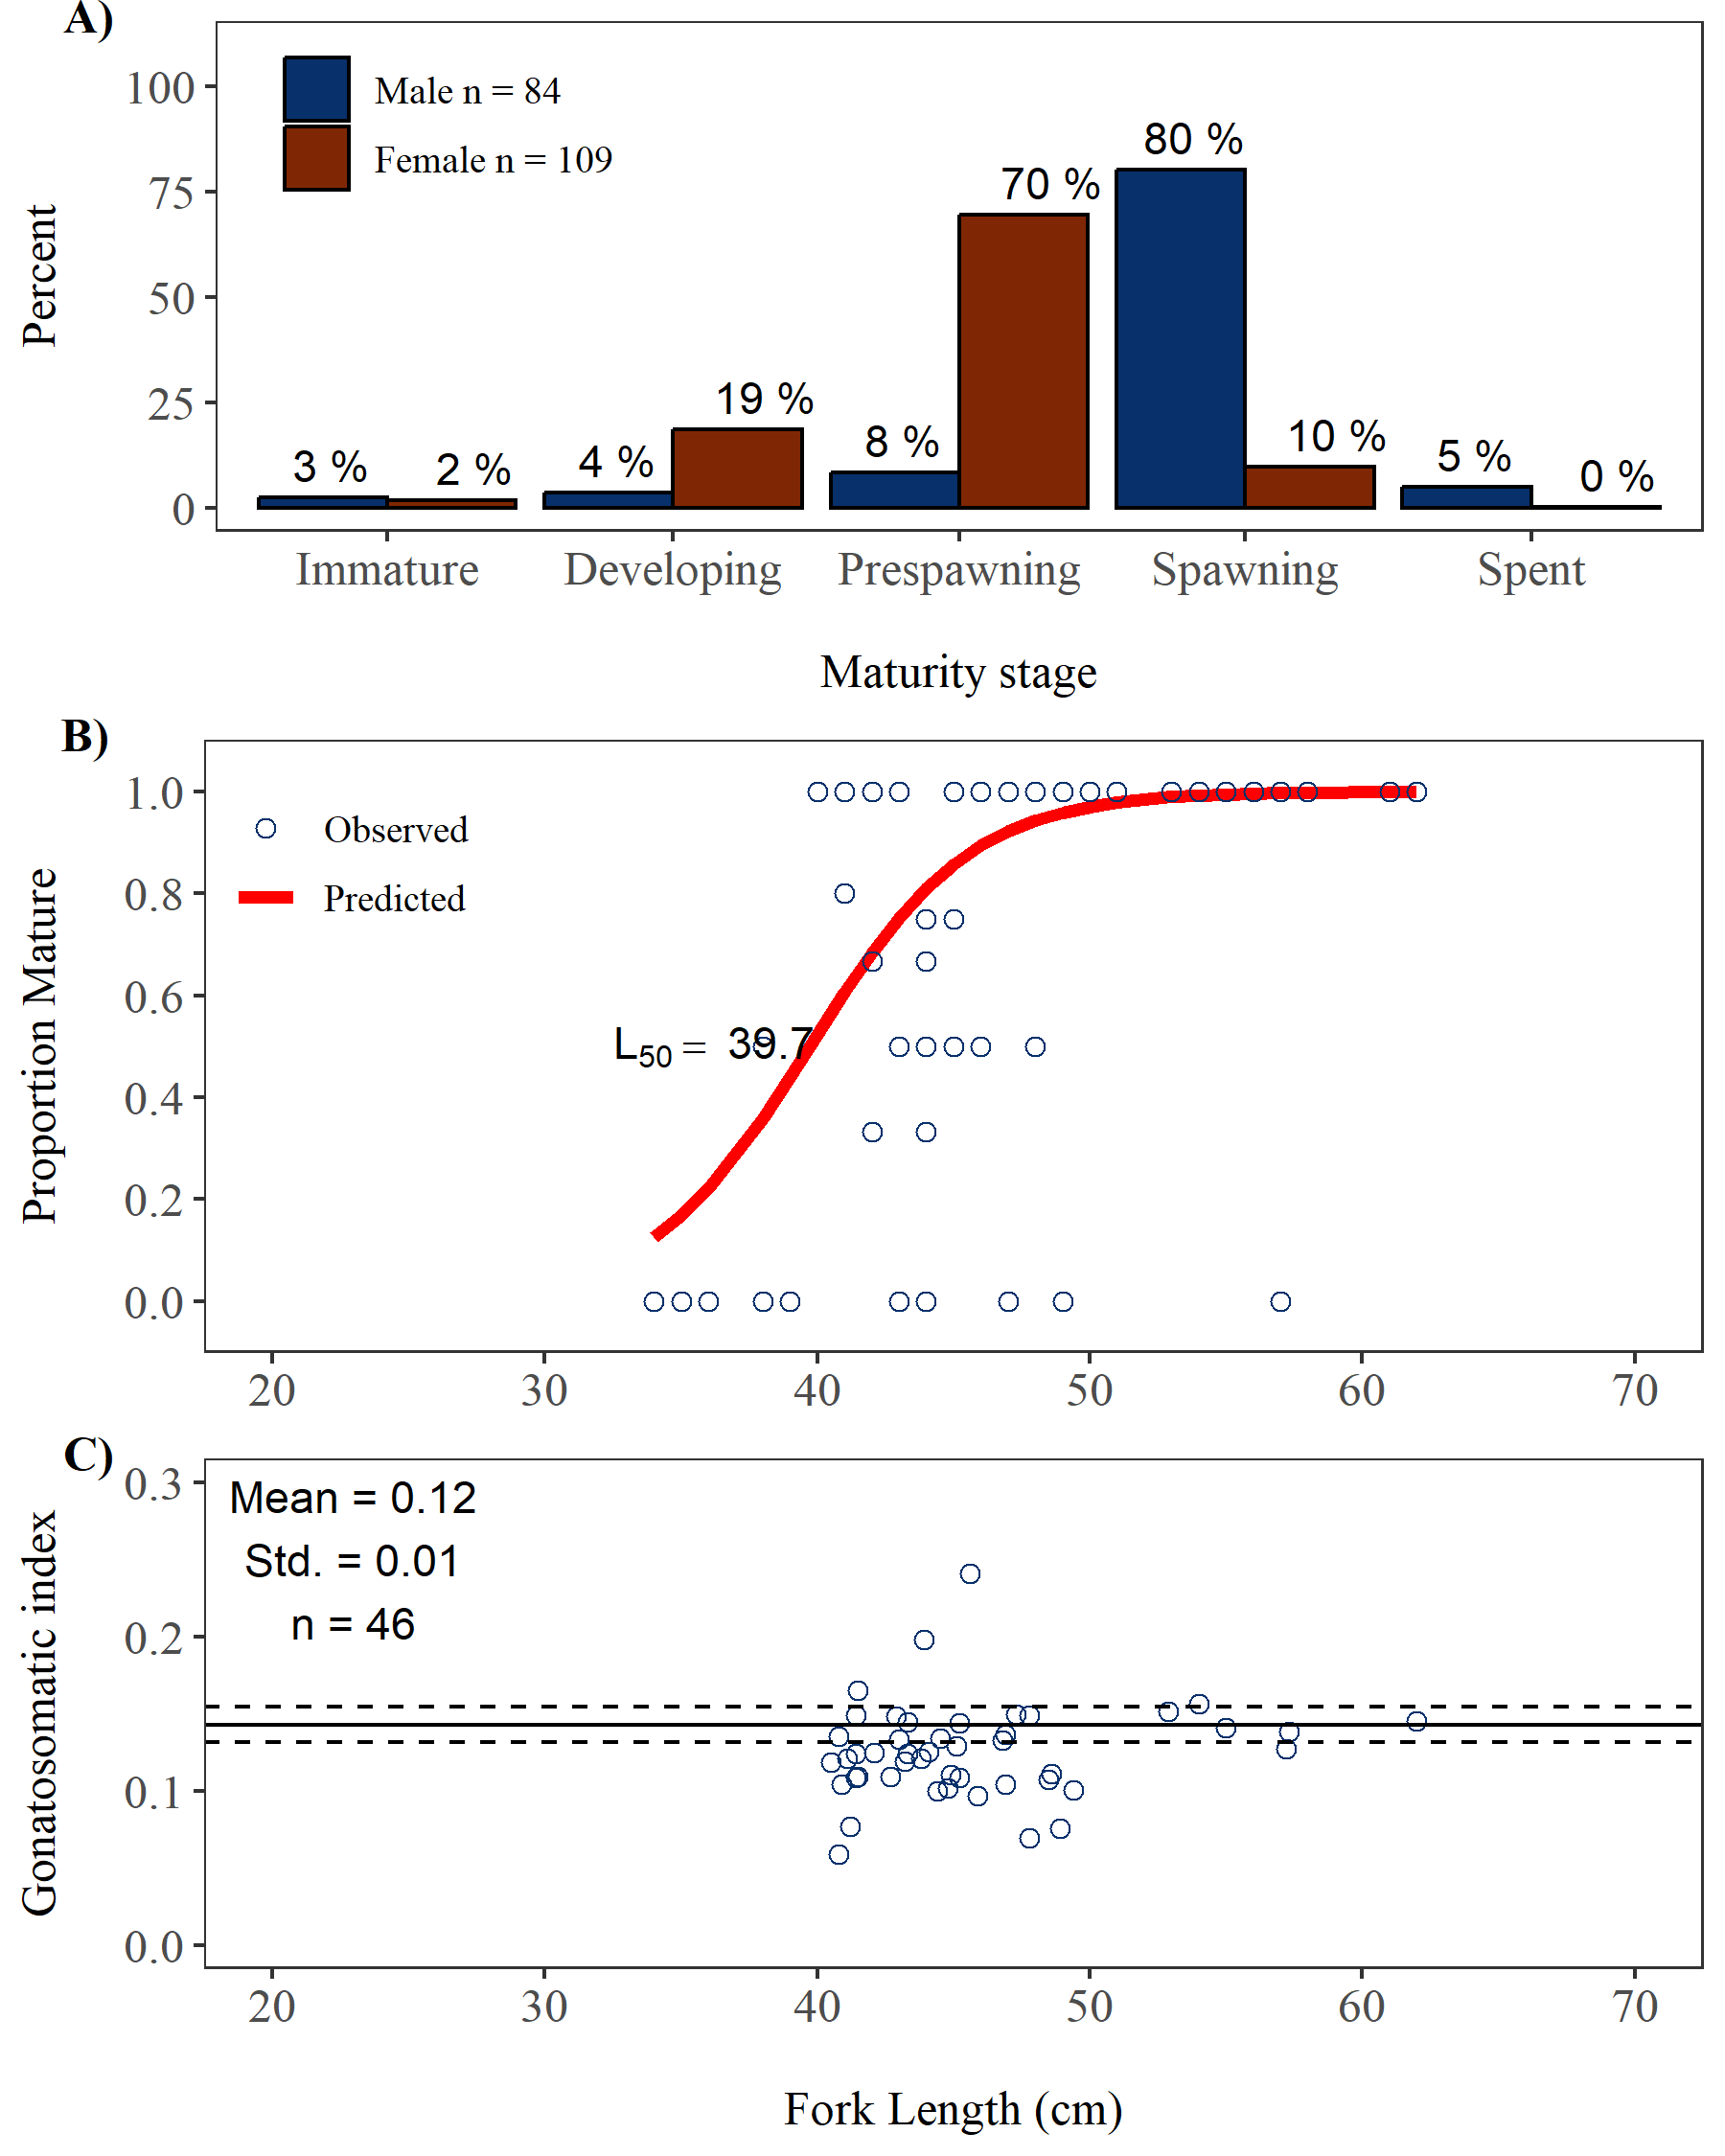 A)
Percent
100
75
50
25
0
Male n = 84
Female n = 109
3 %
2 %
4 %
19 %
8 %
70 %
80 %
10 %
5 %
0 %
Immature Developing Prespawning Spawning Spent
Maturity stage
B)
Proportion Mature
1.0
0.8
0.6
0.4
0.2
0.0
Observed
Predicted
L50 = 39.7
20 30 40 50 60 70
C)
Gonatosomatic index
0.3
0.2
0.1
0.0
Mean = 0.12
Std. = 0.01
n = 46
20 30 40 50 60 70
Fork Length (cm)